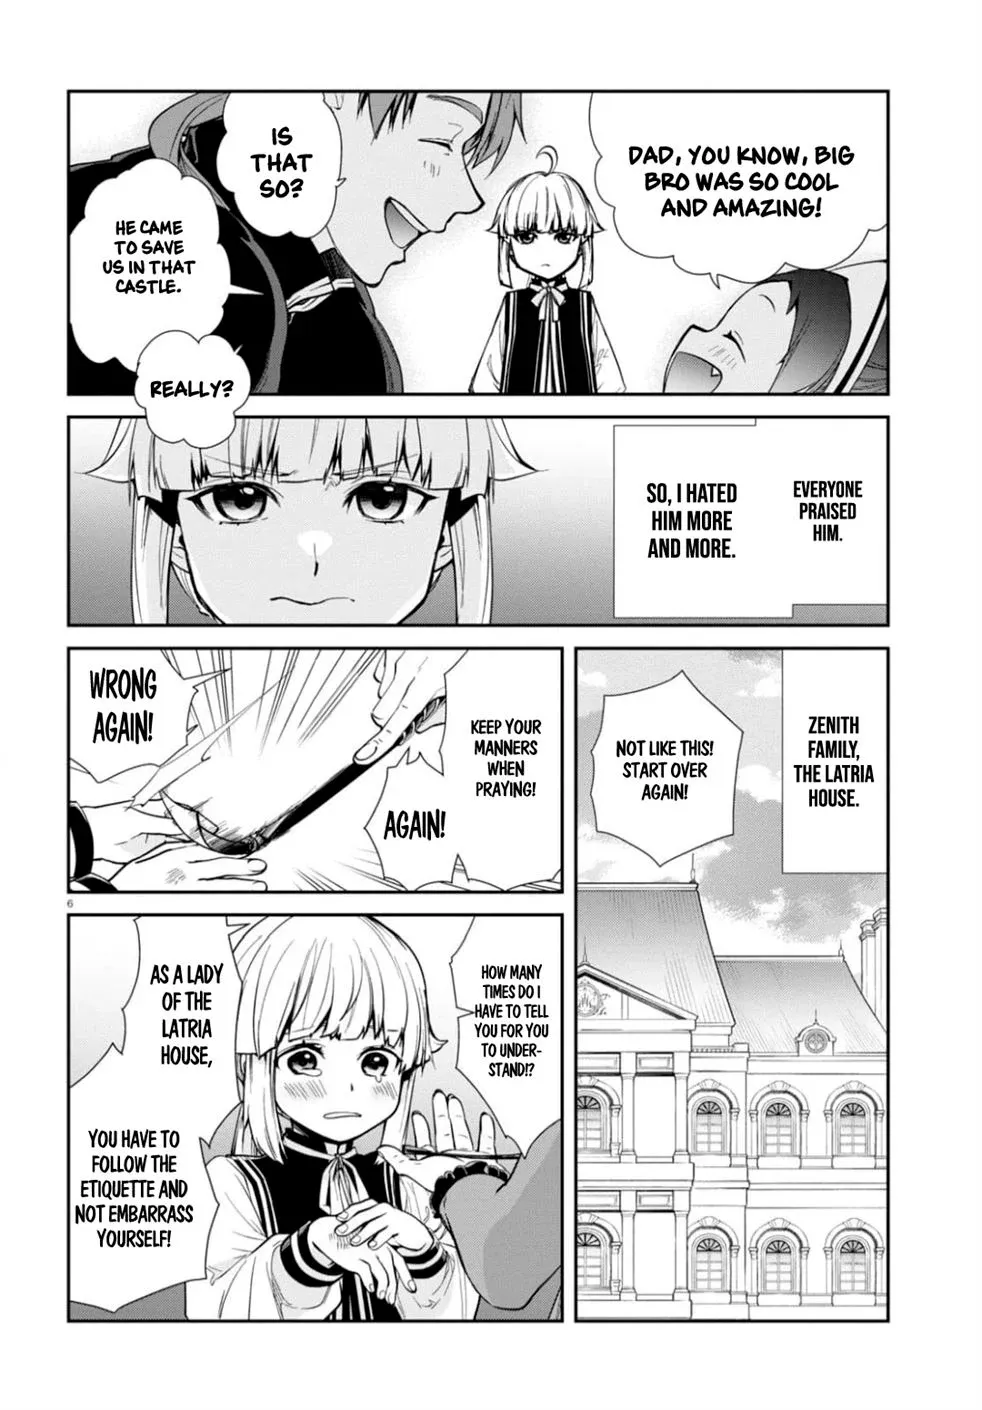 DAD, YOU KNOW, BIG
BRO WAS SO COOL
AND AMAZING!
IS
THAT
SO?
HE CAME
TO SAVE
US IN THAT
CASTLE.
REALLY?
EVERYONE
PRAISED
HIM.
SO, I HATED
HIM MORE
AND MORE.
ZENITH
FAMILY,
THE LATRIA
HOUSE.
NOT LIKE THIS!
START OVER
AGAIN!
KEEP YOUR
MANNERS
WHEN
PRAYING!
AGAIN!
WRONG
AGAIN!
6
HOW MANY
TIMES DO I
HAVE TO TELL
YOU FOR YOU
TO UNDER-
STAND!?
AS A LADY
OF THE
LATRIA
HOUSE,
YOU HAVE TO
FOLLOW THE
ETIQUETTE AND
NOT EMBARRASS
YOURSELF!